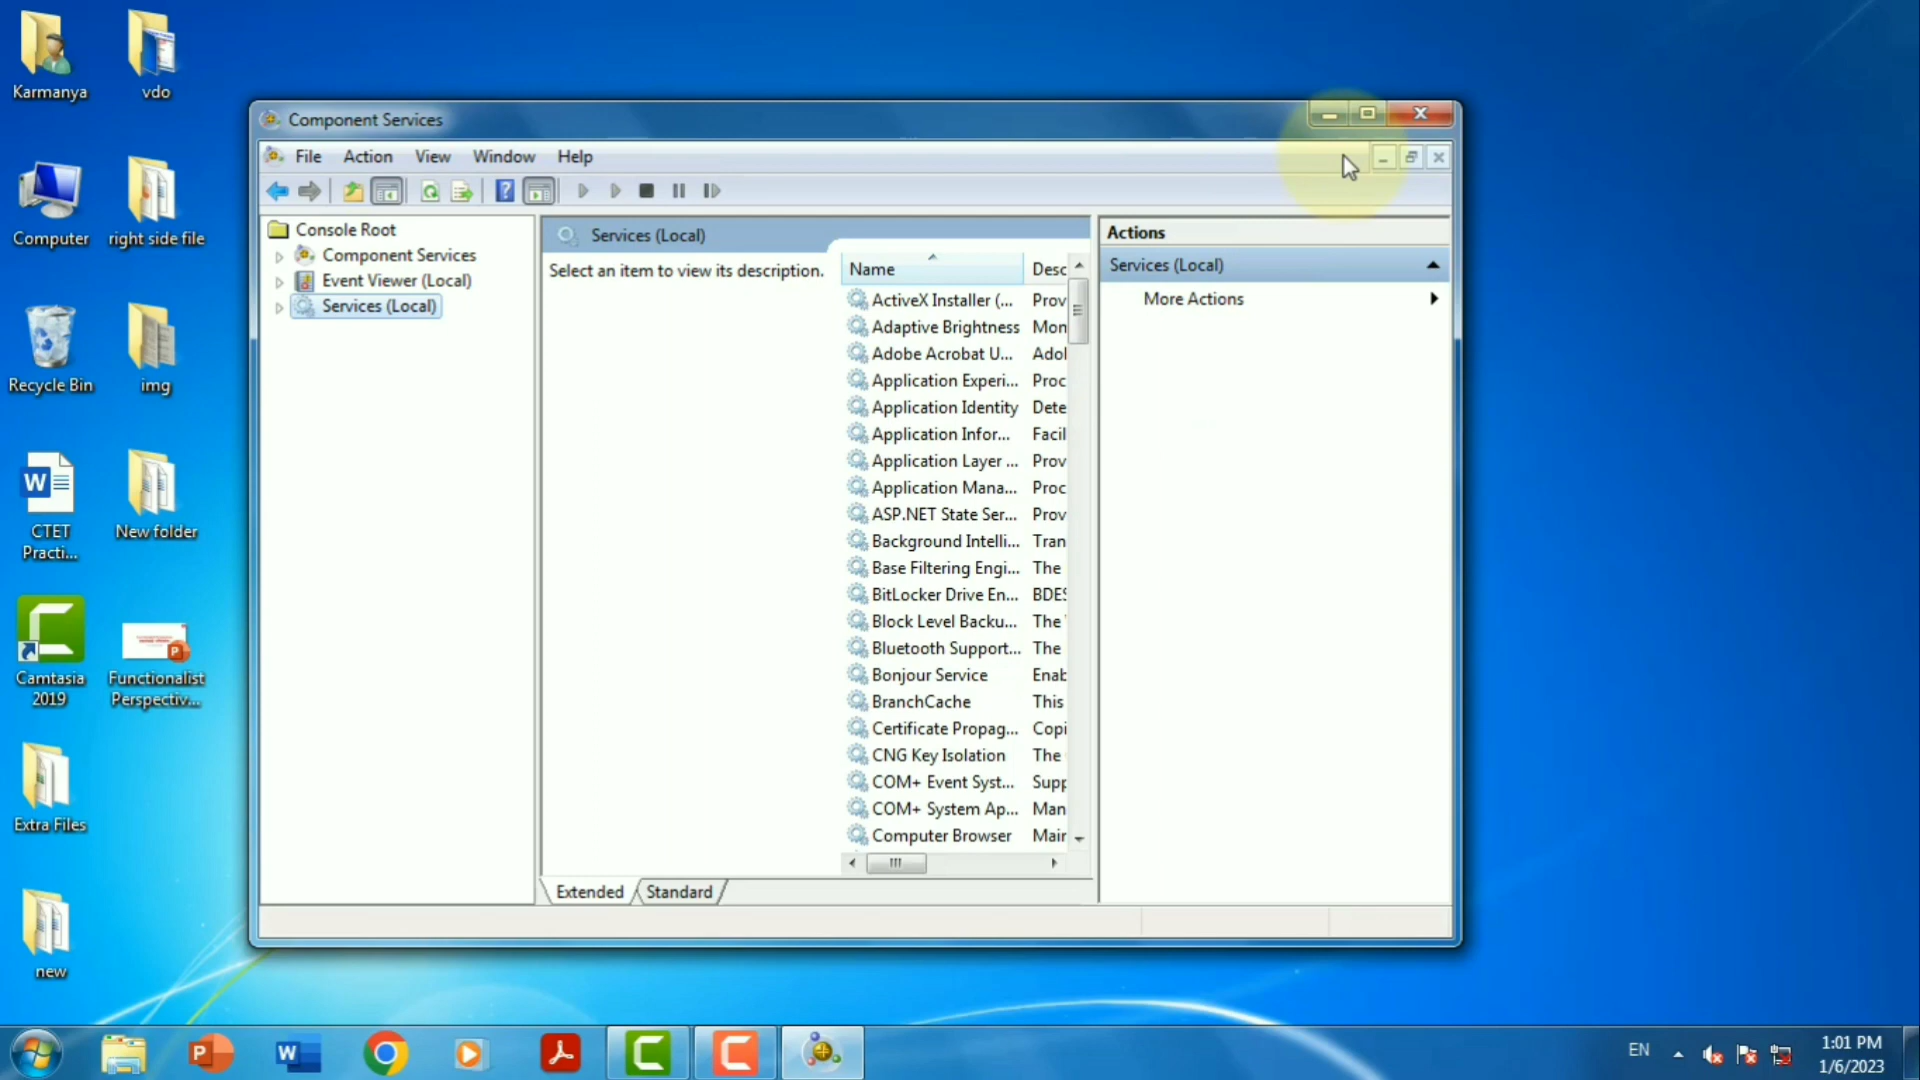 Karmanya
vdo
Computer
right side file
Recycle Bin
img
CTET
Practi...
New folder
Camtasia
2019
Functionalist
Perspectiv...
Extra Files
new
Component Services
File Action View Window Help
Console Root
Component Services
Event Viewer (Local)
Services (Local)
Services (Local)
Select an item to view its description.
Name Desc
ActiveX Installer (... Prov
Adaptive Brightness Mon
Adobe Acrobat U... Adol
Application Experi... Proc
Application Identity Dete
Application Infor... Facil
Application Layer ... Prov
Application Mana... Proc
ASP.NET State Ser... Prov
Background Intelli... Tran
Base Filtering Engi... The
BitLocker Drive En... BDES
Block Level Backu... The
Bluetooth Support... The
Bonjour Service Enab
BranchCache This
Certificate Propag... Copi
CNG Key Isolation The
COM+ Event Syst... Supp
COM+ System Ap... Man
Computer Browser Mair
Extended Standard
Actions
Services (Local)
More Actions
EN
1:01 PM
1/6/2023